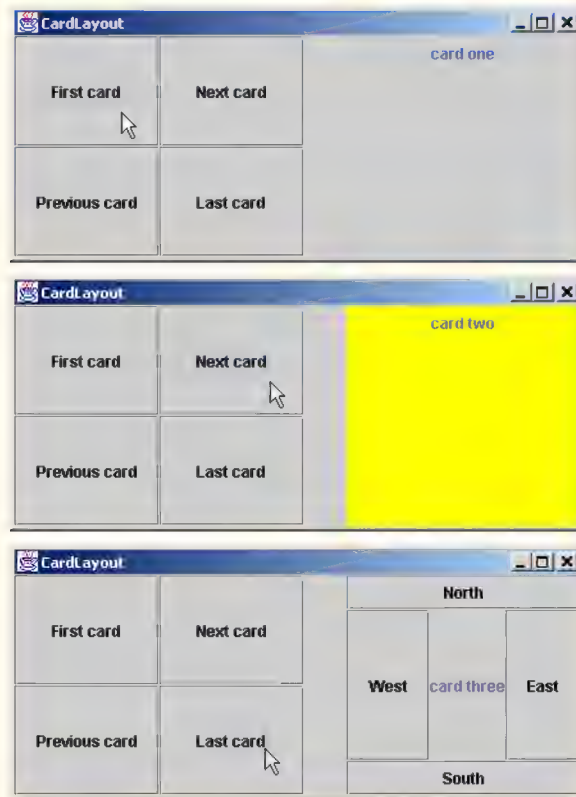 CardLayout
card one
First card Next card
Previous card Last card
CardLayout
card two
First card Next card
Previous card Last card
CardLayout
North
First card Next card
West card three East
Previous card Last card
South